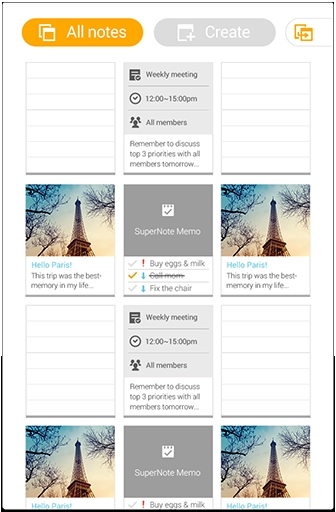 All notes
Create
Weekly meeting
12:00~15:00pm
All members
Remember to discuss
top 3 priorities with all
members tomorrow...
Hello Paris!
This trip was the best-
memory in my life...
SuperNote Memo
Buy eggs & milk
Call mom
Fix the chair
Hello Paris!
This trip was the best-
memory in my life...
Weekly meeting
12:00~15:00pm
All members
Remember to discuss
top 3 priorities with all
members tomorrow...
Hello Paris!
SuperNote Memo
Buy eggs & milk
Hello Paris!